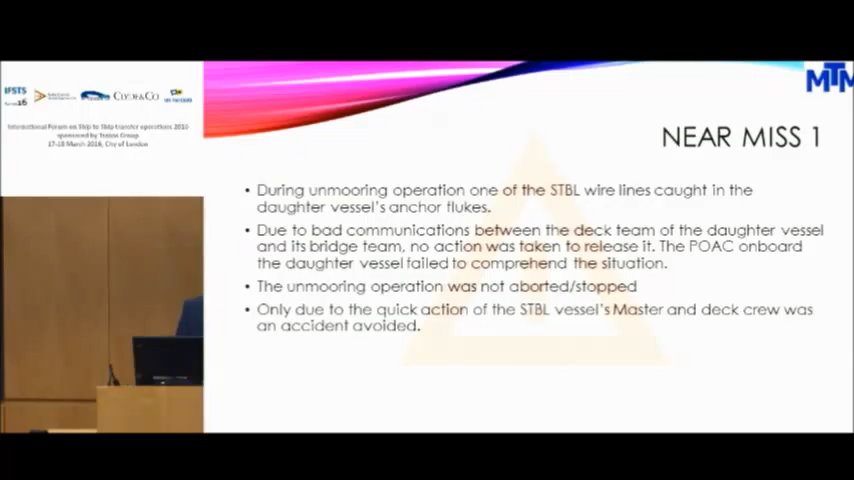 IFSTS
CLYDE&CO
International Forum on Ship to Ship transfer operations 2016
sponsored by
17-18 March 2016, City of London
MTM
NEAR MISS 1
• During unmooring operation one of the STBL wire lines caught in the
daughter vessel's anchor flukes.
• Due to bad communications between the deck team of the daughter vessel
and its bridge team, no action was taken to release it. The POAC onboard
the daughter vessel failed to comprehend the situation.
• The unmooring operation was not aborted/stopped
• Only due to the quick action of the STBL vessel's Master and deck crew was
an accident avoided.